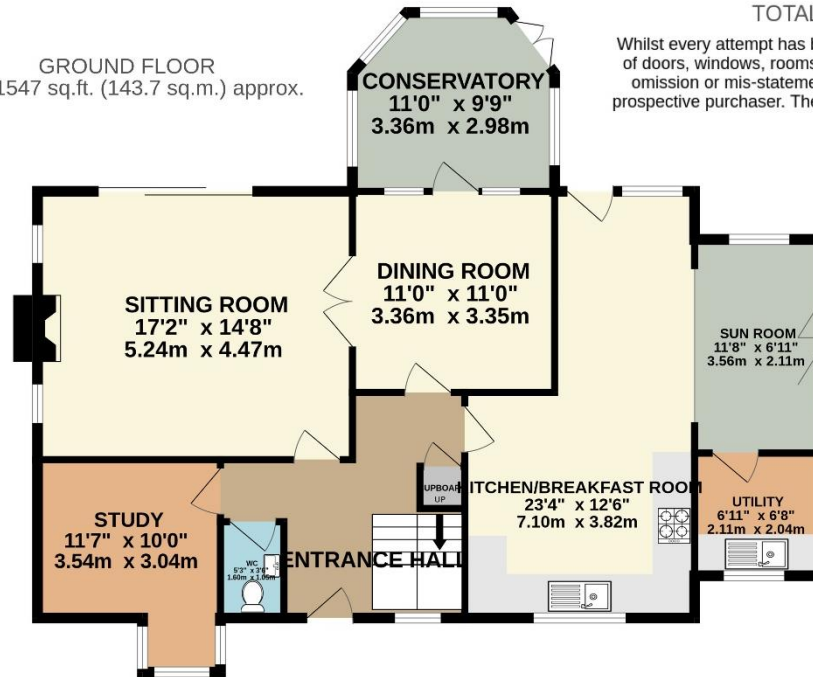 TOTAL
Whilst every attempt has
of doors, windows, rooms
omission or
prospective purchaser.
GROUND FLOOR
1547 sq.ft. (143.7 sq.m.) approx.
CONSERVATORY
11'0" x 9'9"
3.36m x 2.98m
SITTING ROOM
17'2" x 14'8"
5.24m x 4.47m
DINING ROOM
11'0" x 11'0"
3.36m x 3.35m
SUN ROOM
11'8" x 6'11"
3.56m x 2.11m
UPBOAR
UP
KITCHEN/BREAKFAST ROOM
23'4" x 12'6"
7.10m x 3.82m
UTILITY
6'11" x 6'8"
2.11m x 2.04m
STUDY
11'7" x 10'0"
3.54m x 3.04m
WC
5'3" x 3'6"
1.60m x 1.05m
ENTRANCE HALL